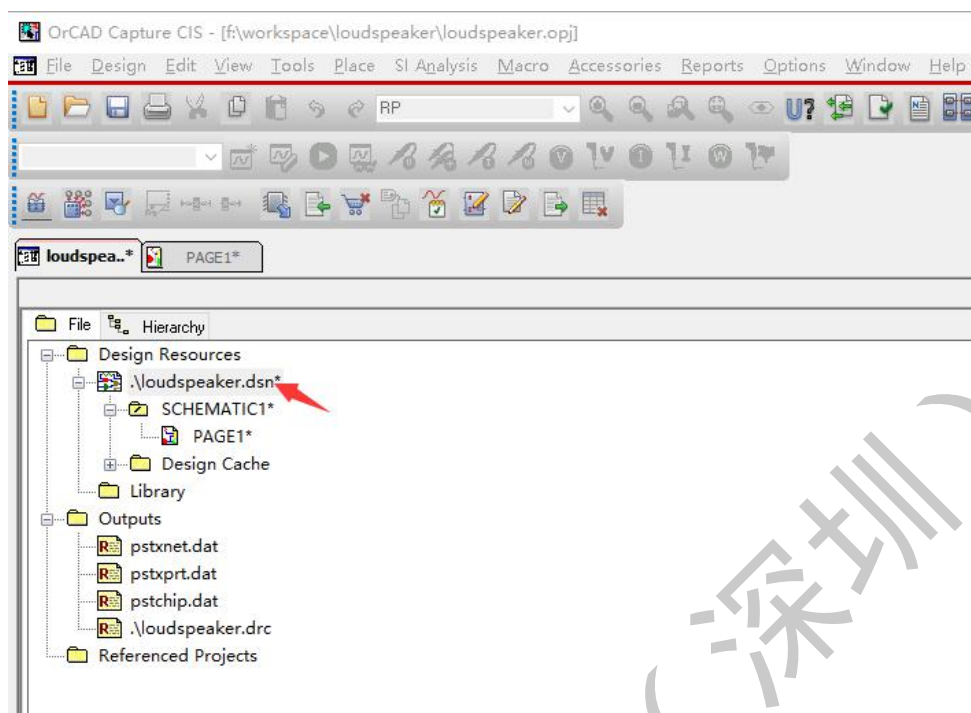 OrCAD Capture CIS - [f:\workspace\loudspeaker\loudspeaker.opj]
File Design Edit View Tools Place SI Analysis Macro Accessories Reports Options Window Help
RP
U?
V I W
loudspea..* PAGE1*
File Hierarchy
Design Resources
.\loudspeaker.dsn*
SCHEMATIC1*
PAGE1*
Design Cache
Library
Outputs
pstxnet.dat
pstxprt.dat
pstchip.dat
.\loudspeaker.drc
Referenced Projects
（深圳）